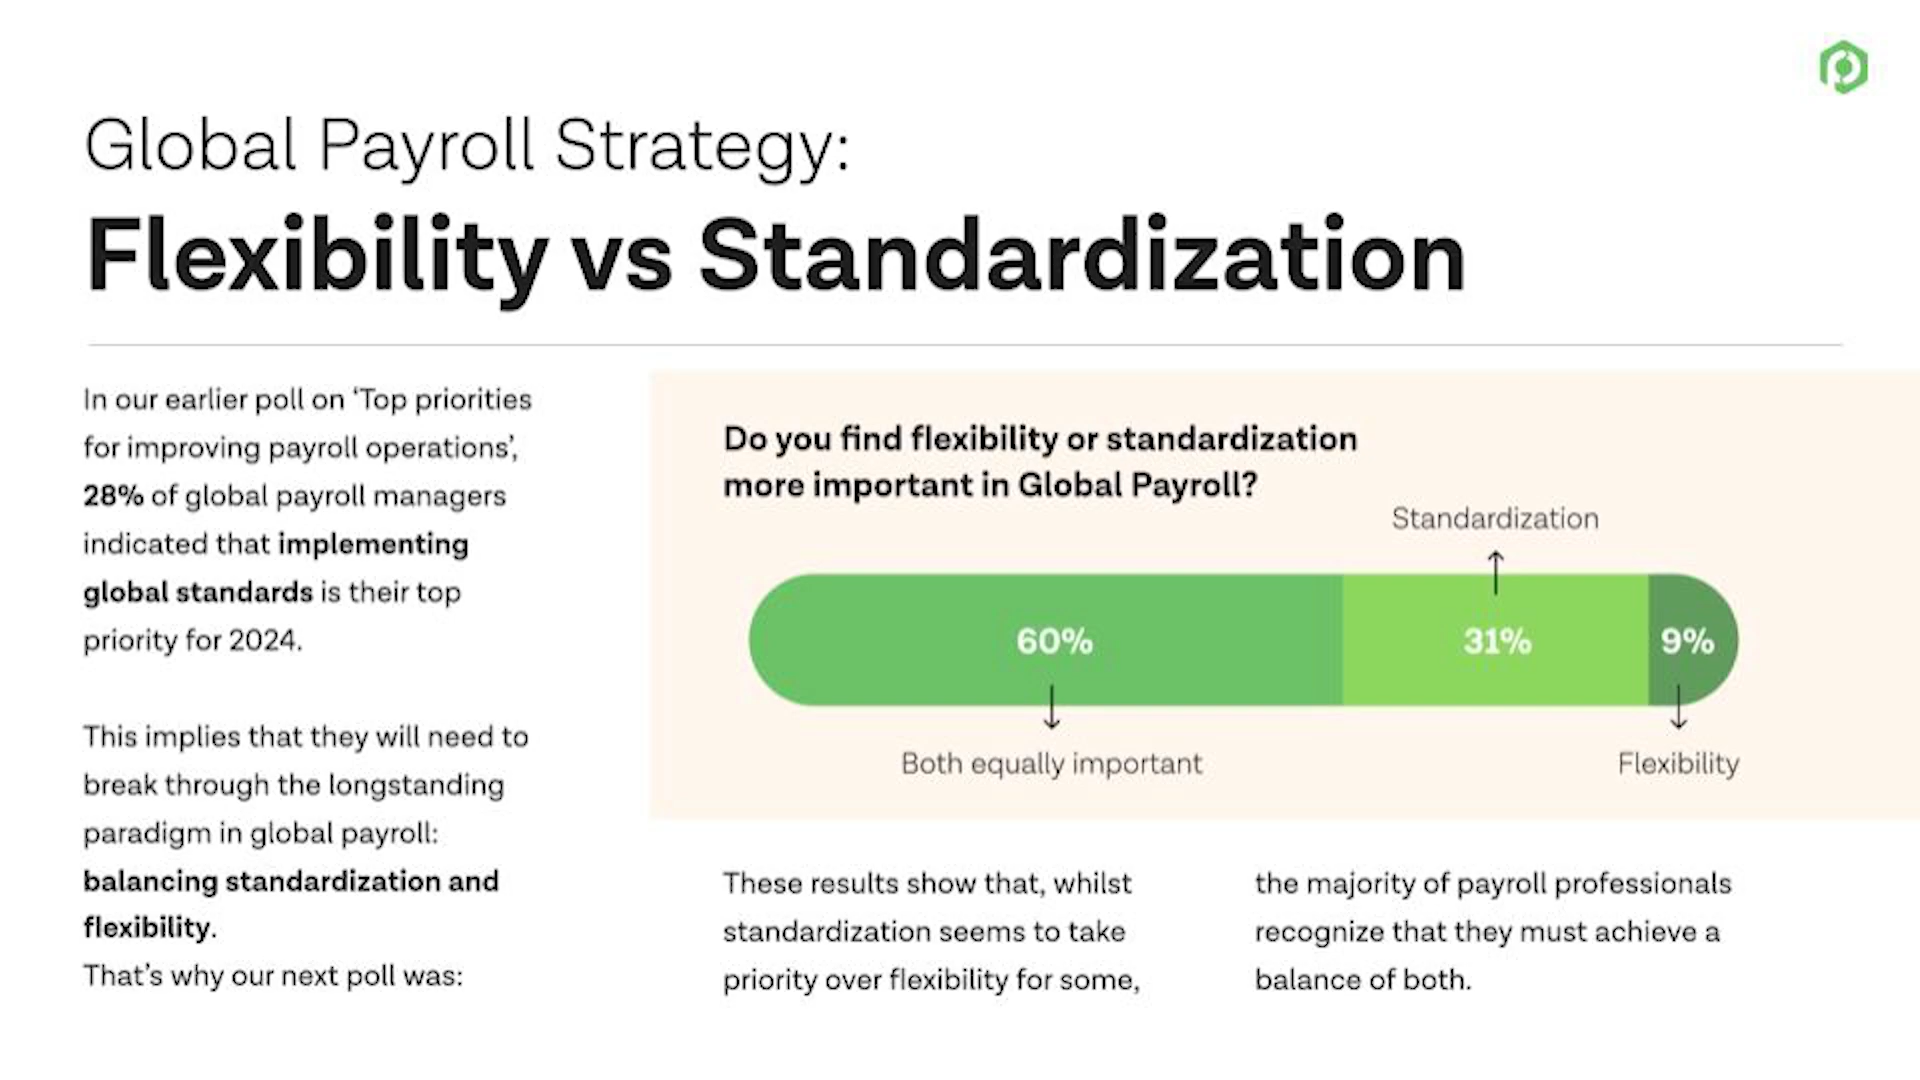 Global Payroll Strategy:
Flexibility vs Standardization
In our earlier poll on ‘Top priorities
for improving payroll operations’,
28% of global payroll managers
indicated that implementing
global standards is their top
priority for 2024.
This implies that they will need to
break through the longstanding
paradigm in global payroll:
balancing standardization and
flexibility.
That’s why our next poll was:
Do you find flexibility or standardization
more important in Global Payroll?
Standardization
60%
31%
9%
Both equally important
Flexibility
These results show that, whilst
standardization seems to take
priority over flexibility for some,
the majority of payroll professionals
recognize that they must achieve a
balance of both.